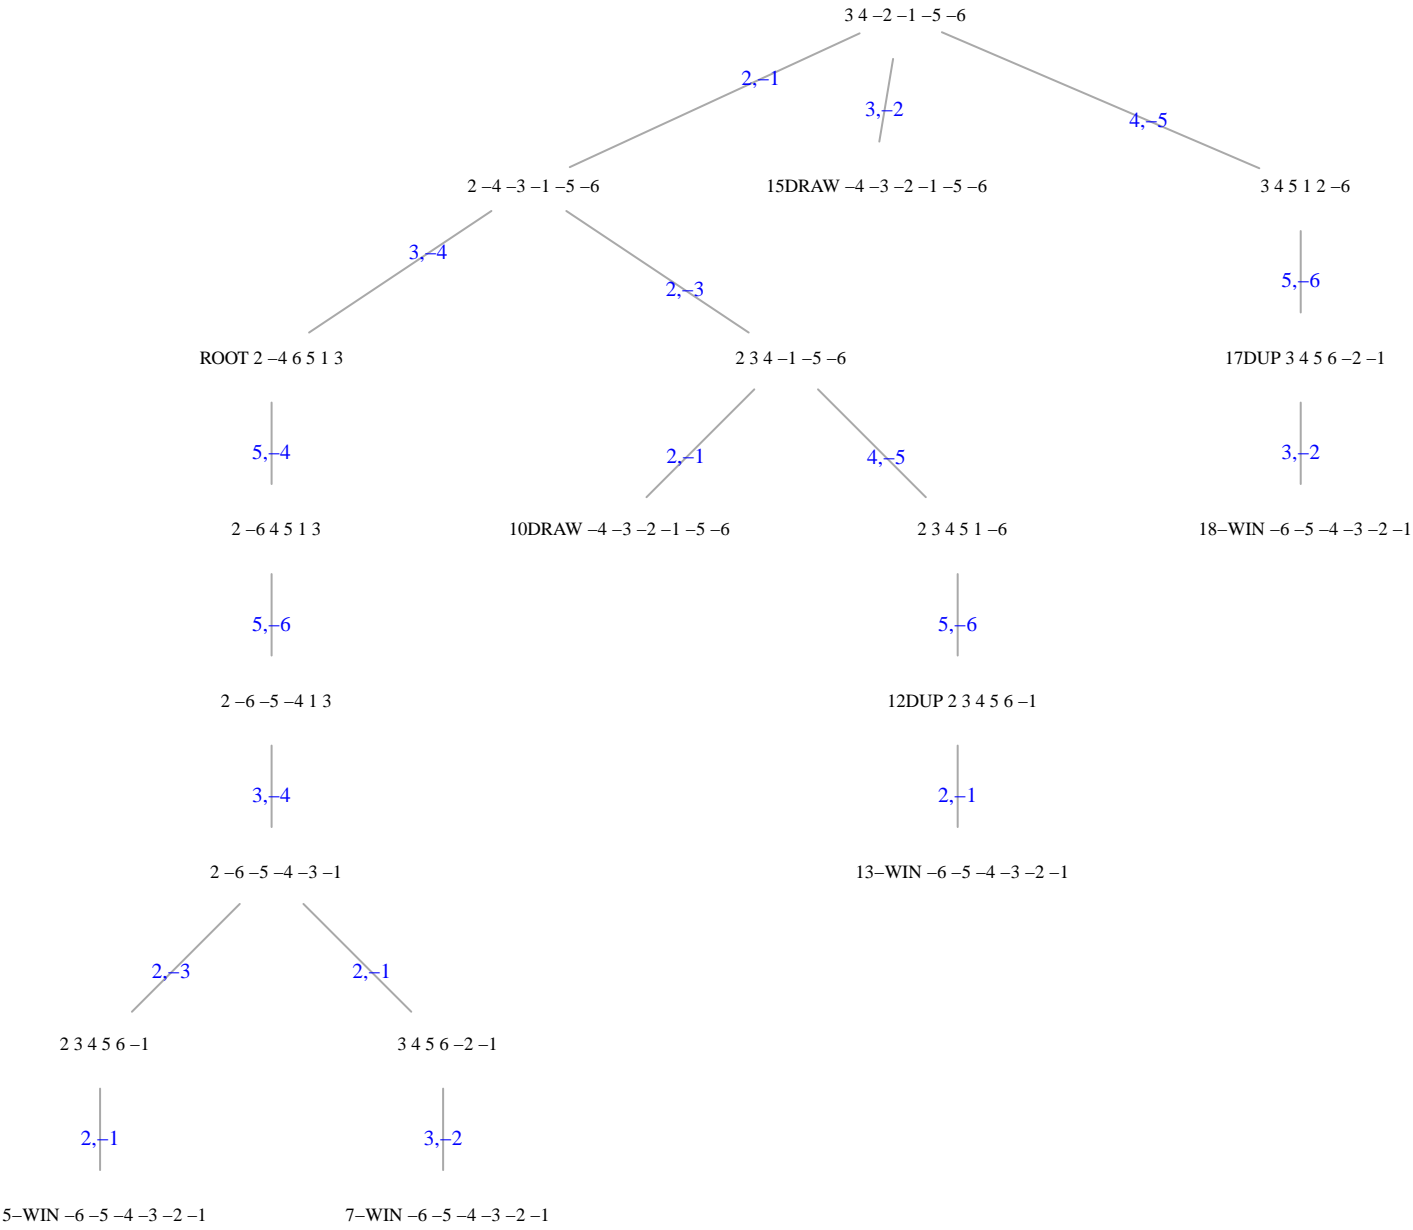 3 4 –2 –1 –5 –6
2,–1
3,–2
4,–5
2 –4 –3 –1 –5 –6
15DRAW –4 –3 –2 –1 –5 –6
3 4 5 1 2 –6
3,–4
2,–3
5,–6
ROOT 2 –4 6 5 1 3
2 3 4 –1 –5 –6
17DUP 3 4 5 6 –2 –1
5,–4
2,–1
4,–5
3,–2
2 –6 4 5 1 3
10DRAW –4 –3 –2 –1 –5 –6
2 3 4 5 1 –6
18–WIN –6 –5 –4 –3 –2 –1
5,–6
5,–6
2 –6 –5 –4 1 3
12DUP 2 3 4 5 6 –1
3,–4
2,–1
2 –6 –5 –4 –3 –1
13–WIN –6 –5 –4 –3 –2 –1
2,–3
2,–1
2 3 4 5 6 –1
3 4 5 6 –2 –1
2,–1
3,–2
5–WIN –6 –5 –4 –3 –2 –1
7–WIN –6 –5 –4 –3 –2 –1